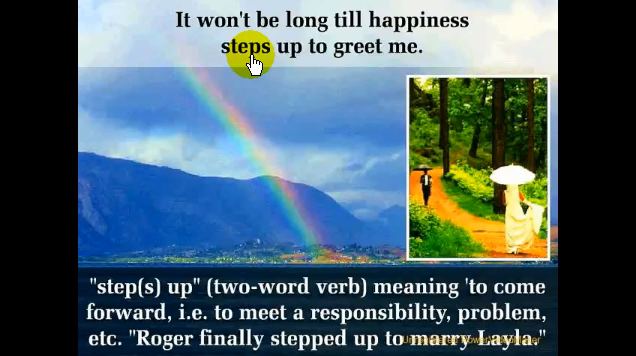 It won't be long till happiness
steps up to greet me.
"step(s) up" (two-word verb) meaning 'to come
forward, i.e. to meet a responsibility, problem,
etc. "Roger finally stepped up to marry Layla."